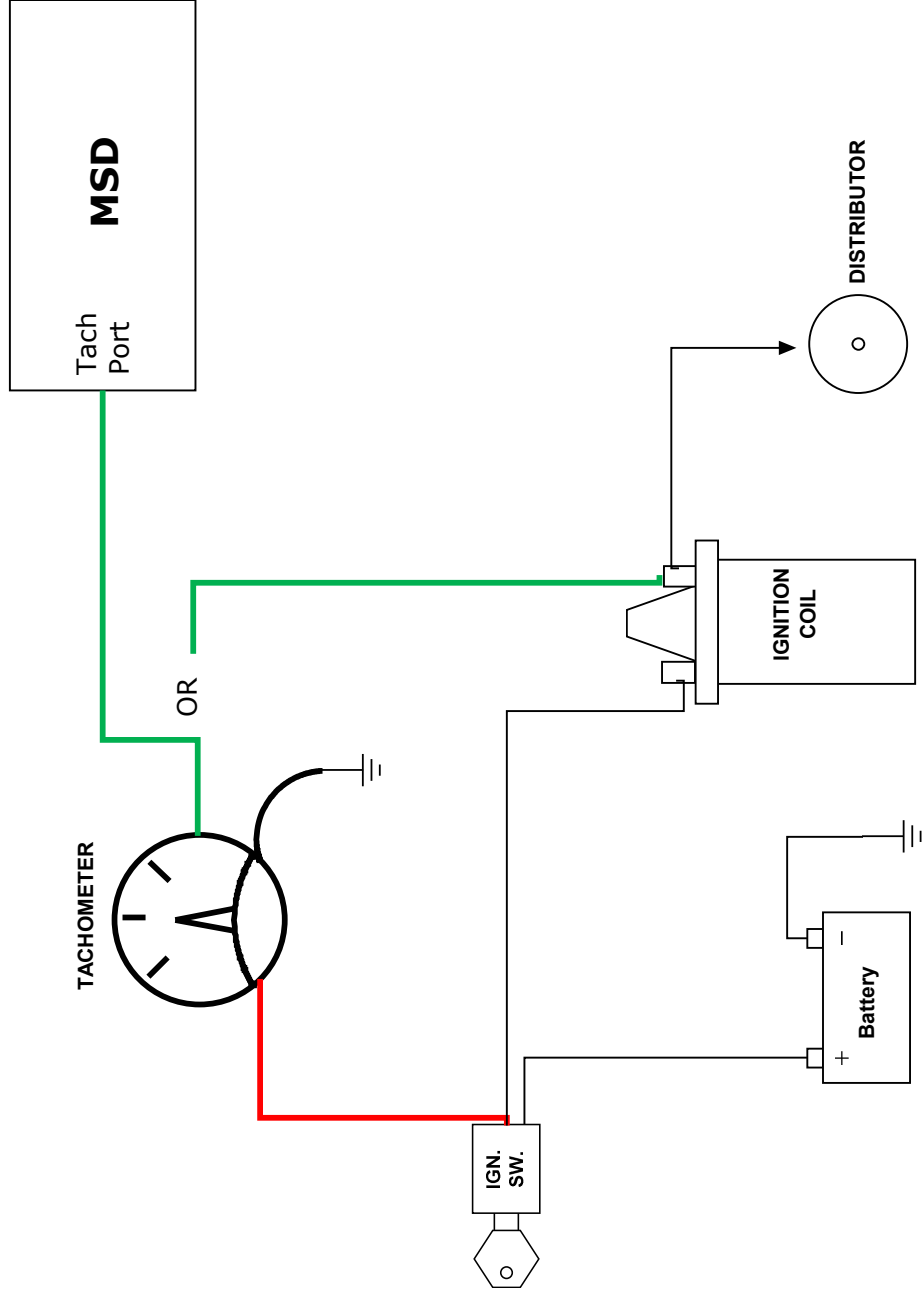 MSD
Tach
Port
DISTRIBUTOR
OR
IGNITION
COIL
TACHOMETER
IGN.
SW.
Battery
+
−